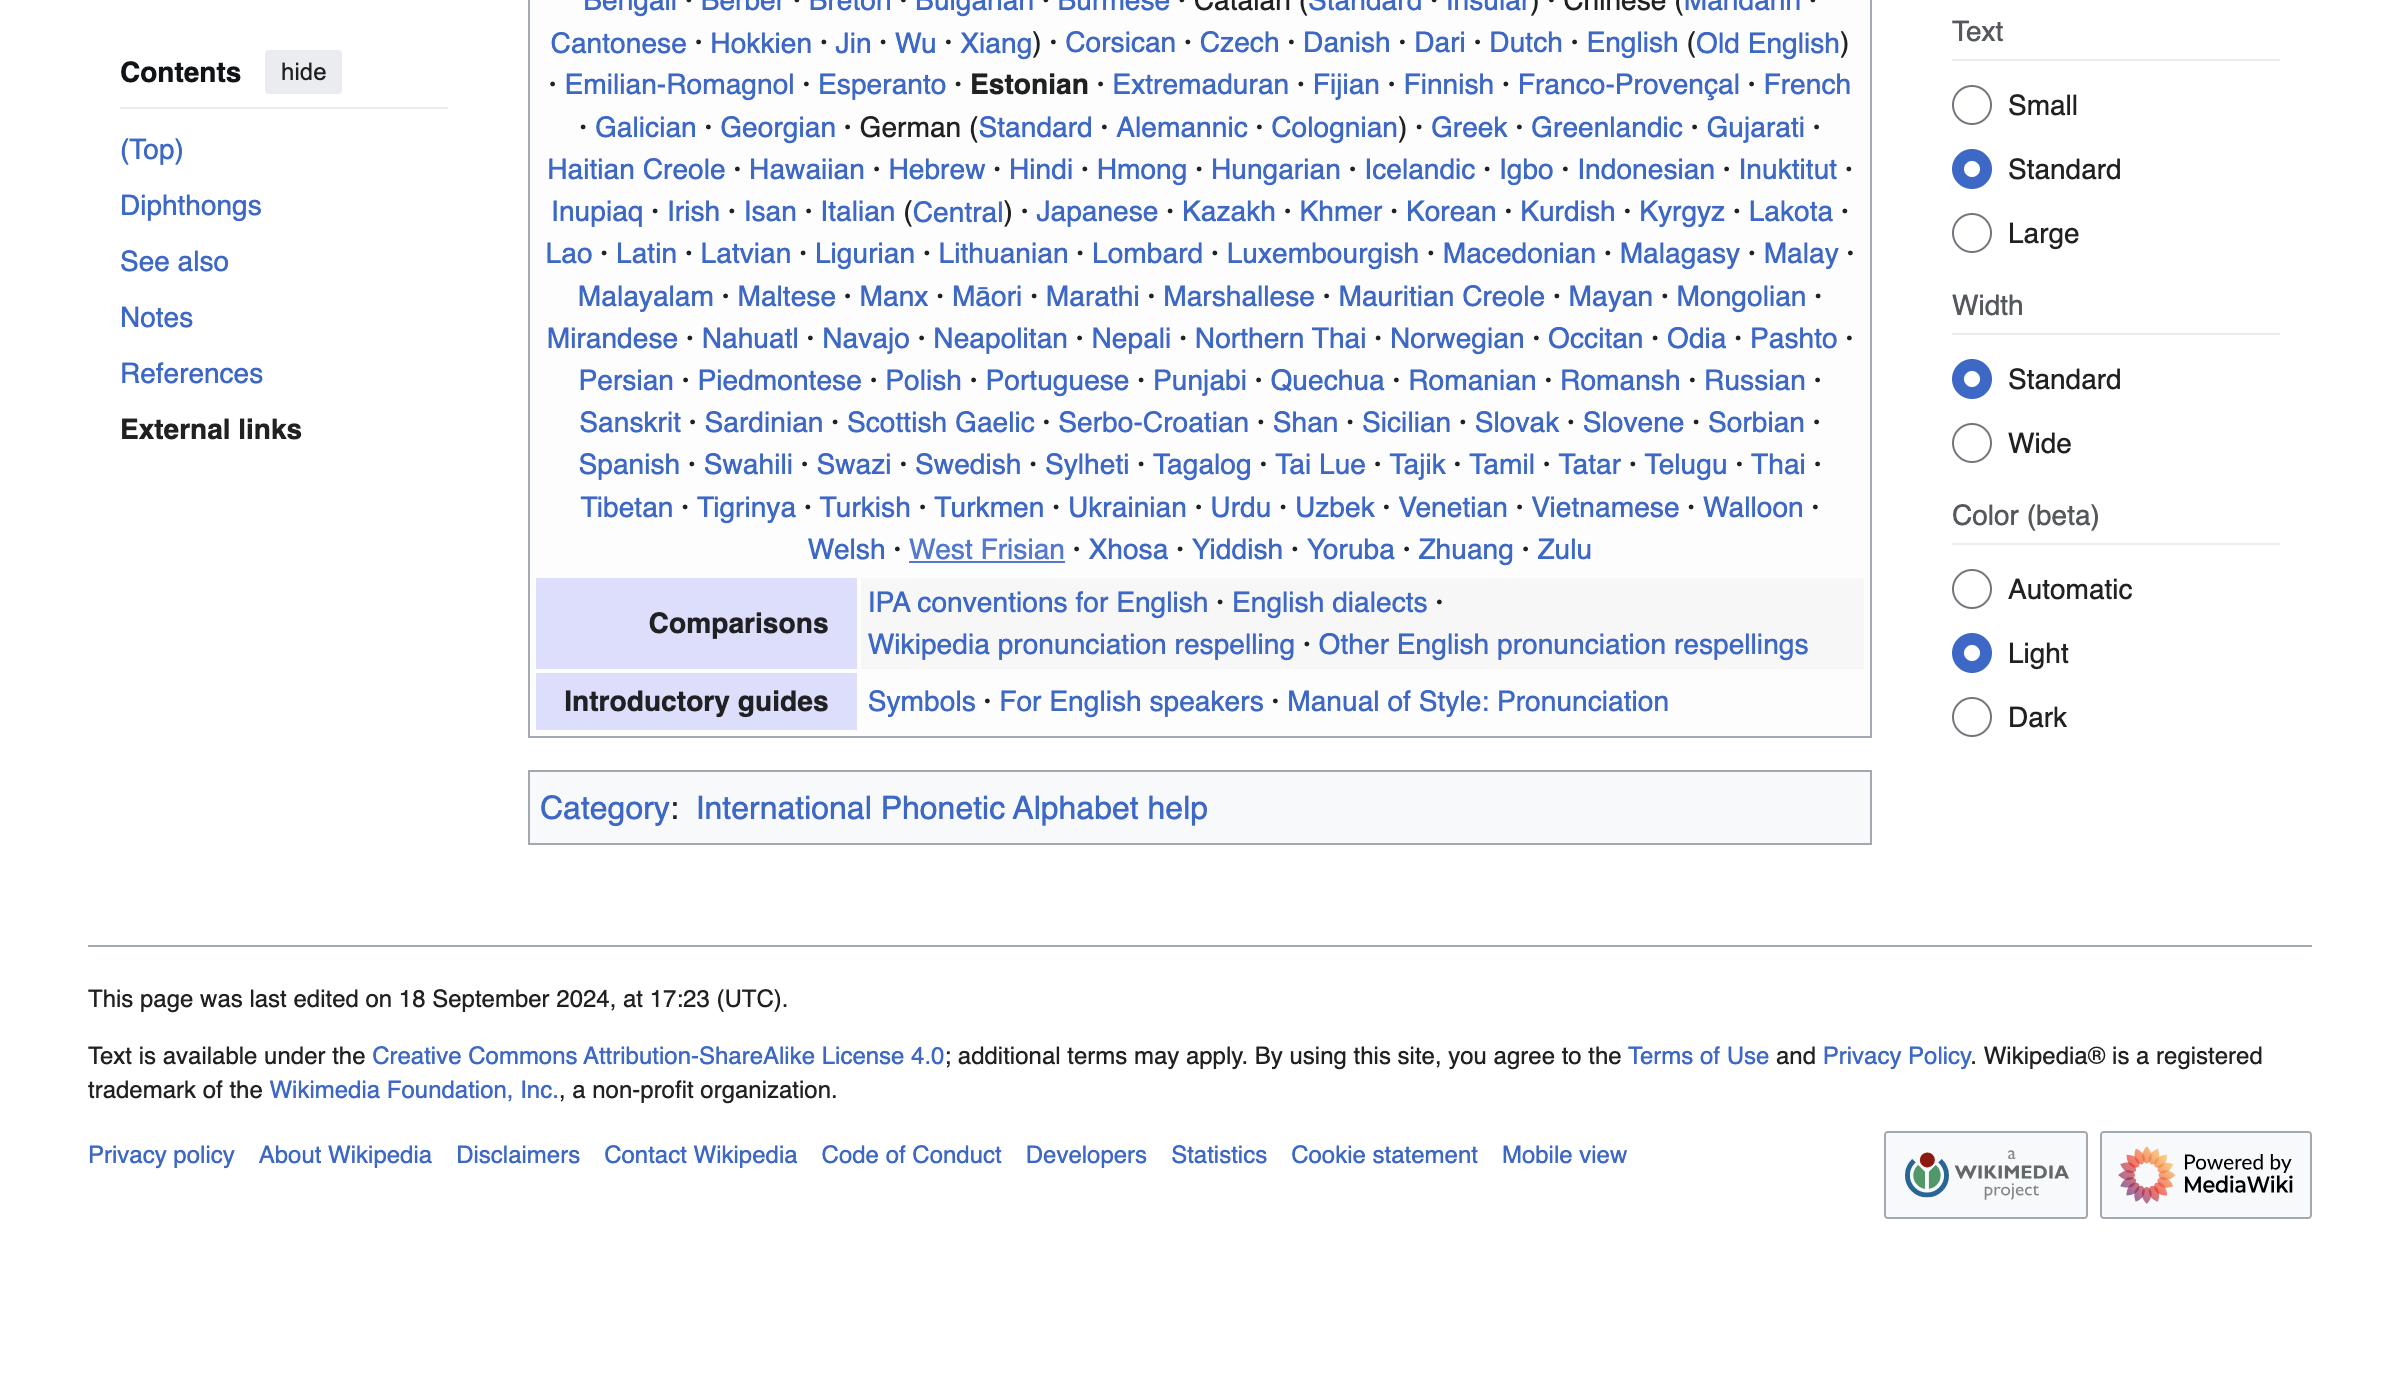 Contents hide
(Top)
Diphthongs
See also
Notes
References
External links
Bengali · Berber · Breton · Bulgarian · Burmese · Catalan (Standard · Insular) · Chinese (Mandarin ·
Cantonese · Hokkien · Jin · Wu · Xiang) · Corsican · Czech · Danish · Dari · Dutch · English (Old English)
· Emilian-Romagnol · Esperanto · Estonian · Extremaduran · Fijian · Finnish · Franco-Provençal · French
· Galician · Georgian · German (Standard · Alemannic · Colognian) · Greek · Greenlandic · Gujarati ·
Haitian Creole · Hawaiian · Hebrew · Hindi · Hmong · Hungarian · Icelandic · Igbo · Indonesian · Inuktitut ·
Inupiaq · Irish · Isan · Italian (Central) · Japanese · Kazakh · Khmer · Korean · Kurdish · Kyrgyz · Lakota ·
Lao · Latin · Latvian · Ligurian · Lithuanian · Lombard · Luxembourgish · Macedonian · Malagasy · Malay ·
Malayalam · Maltese · Manx · Māori · Marathi · Marshallese · Mauritian Creole · Mayan · Mongolian ·
Mirandese · Nahuatl · Navajo · Neapolitan · Nepali · Northern Thai · Norwegian · Occitan · Odia · Pashto ·
Persian · Piedmontese · Polish · Portuguese · Punjabi · Quechua · Romanian · Romansh · Russian ·
Sanskrit · Sardinian · Scottish Gaelic · Serbo-Croatian · Shan · Sicilian · Slovak · Slovene · Sorbian ·
Spanish · Swahili · Swazi · Swedish · Sylheti · Tagalog · Tai Lue · Tajik · Tamil · Tatar · Telugu · Thai ·
Tibetan · Tigrinya · Turkish · Turkmen · Ukrainian · Urdu · Uzbek · Venetian · Vietnamese · Walloon ·
Welsh · West Frisian · Xhosa · Yiddish · Yoruba · Zhuang · Zulu
Comparisons
IPA conventions for English · English dialects ·
Wikipedia pronunciation respelling · Other English pronunciation respellings
Introductory guides
Symbols · For English speakers · Manual of Style: Pronunciation
Category: International Phonetic Alphabet help
Text
Small
Standard
Large
Width
Standard
Wide
Color (beta)
Automatic
Light
Dark
This page was last edited on 18 September 2024, at 17:23 (UTC).
Text is available under the Creative Commons Attribution-ShareAlike License 4.0; additional terms may apply. By using this site, you agree to the Terms of Use and Privacy Policy. Wikipedia® is a registered
trademark of the Wikimedia Foundation, Inc., a non-profit organization.
Privacy policy About Wikipedia Disclaimers Contact Wikipedia Code of Conduct Developers Statistics Cookie statement Mobile view
a
WIKIMEDIA
project
Powered by
MediaWiki